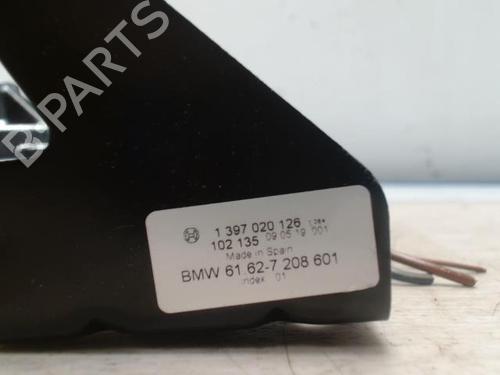 B PARTS
1 397 020 126
102 135 09 05 19 001
Made in Spain
BMW 61.62-7 208 601
Index 01